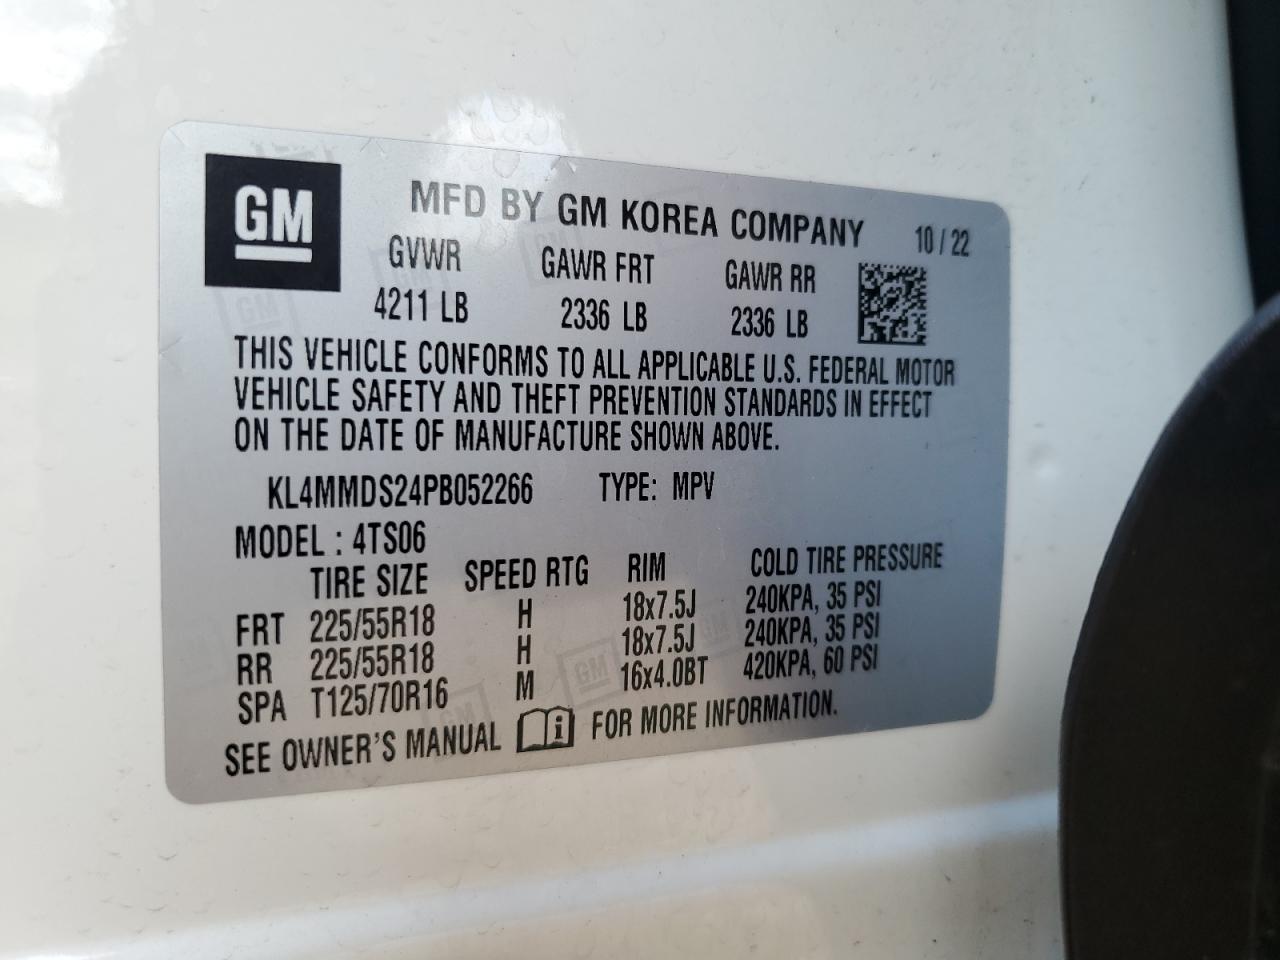 GM
MFD BY GM KOREA COMPANY 10 / 22
GVWR GAWR FRT GAWR RR
4211 LB 2336 LB 2336 LB
THIS VEHICLE CONFORMS TO ALL APPLICABLE U.S. FEDERAL MOTOR
VEHICLE SAFETY AND THEFT PREVENTION STANDARDS IN EFFECT
ON THE DATE OF MANUFACTURE SHOWN ABOVE.
KL4MMDS24PB052266 TYPE: MPV
MODEL : 4TS06
TIRE SIZE SPEED RTG RIM COLD TIRE PRESSURE
FRT 225/55R18 H 18x7.5J 240KPA, 35 PSI
RR 225/55R18 H 18x7.5J 240KPA, 35 PSI
SPA T125/70R16 M 16x4.0BT 420KPA, 60 PSI
SEE OWNER'S MANUAL i FOR MORE INFORMATION.